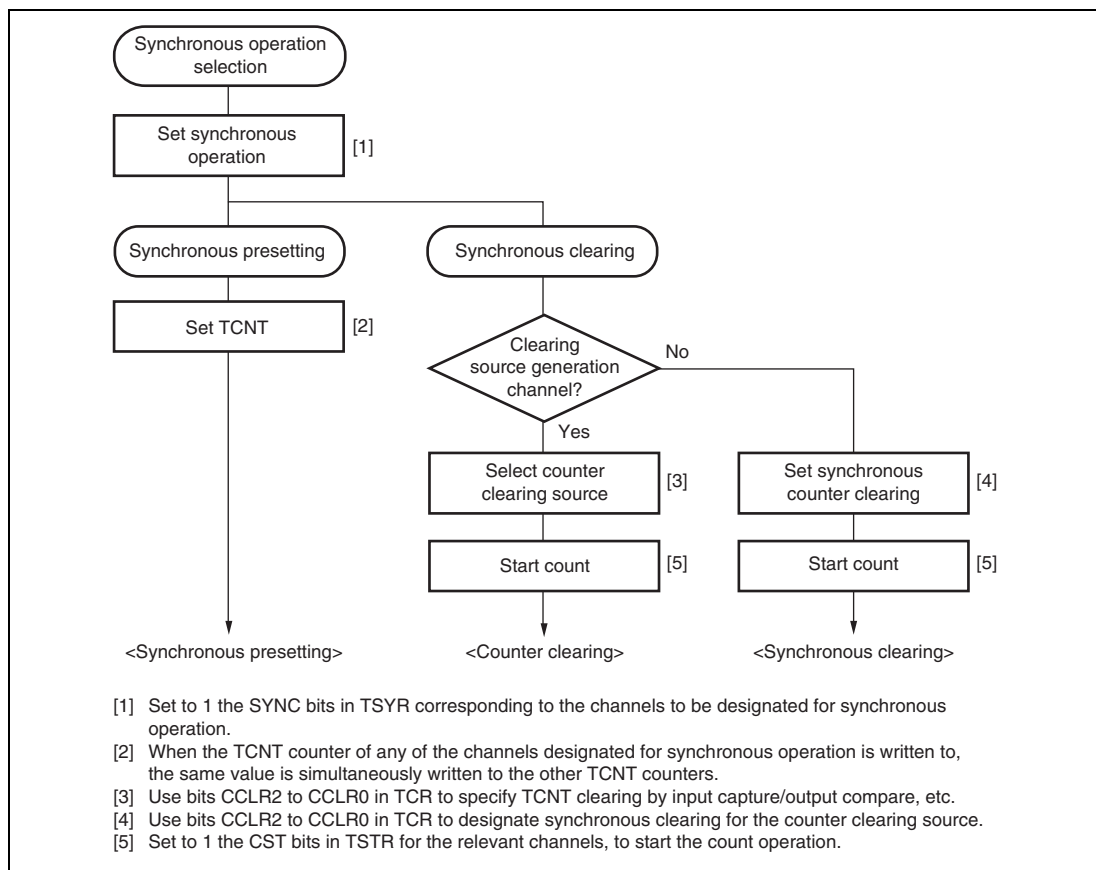 Synchronous operation
selection
Set synchronous
operation
[1]
Synchronous presetting
Synchronous clearing
Set TCNT
[2]
Clearing
source generation
channel?
No
Yes
Select counter
clearing source
[3]
Set synchronous
counter clearing
[4]
Start count
[5]
Start count
[5]
<Synchronous presetting>
<Counter clearing>
<Synchronous clearing>
[1] Set to 1 the SYNC bits in TSYR corresponding to the channels to be designated for synchronous
operation.
[2] When the TCNT counter of any of the channels designated for synchronous operation is written to,
the same value is simultaneously written to the other TCNT counters.
[3] Use bits CCLR2 to CCLR0 in TCR to specify TCNT clearing by input capture/output compare, etc.
[4] Use bits CCLR2 to CCLR0 in TCR to designate synchronous clearing for the counter clearing source.
[5] Set to 1 the CST bits in TSTR for the relevant channels, to start the count operation.